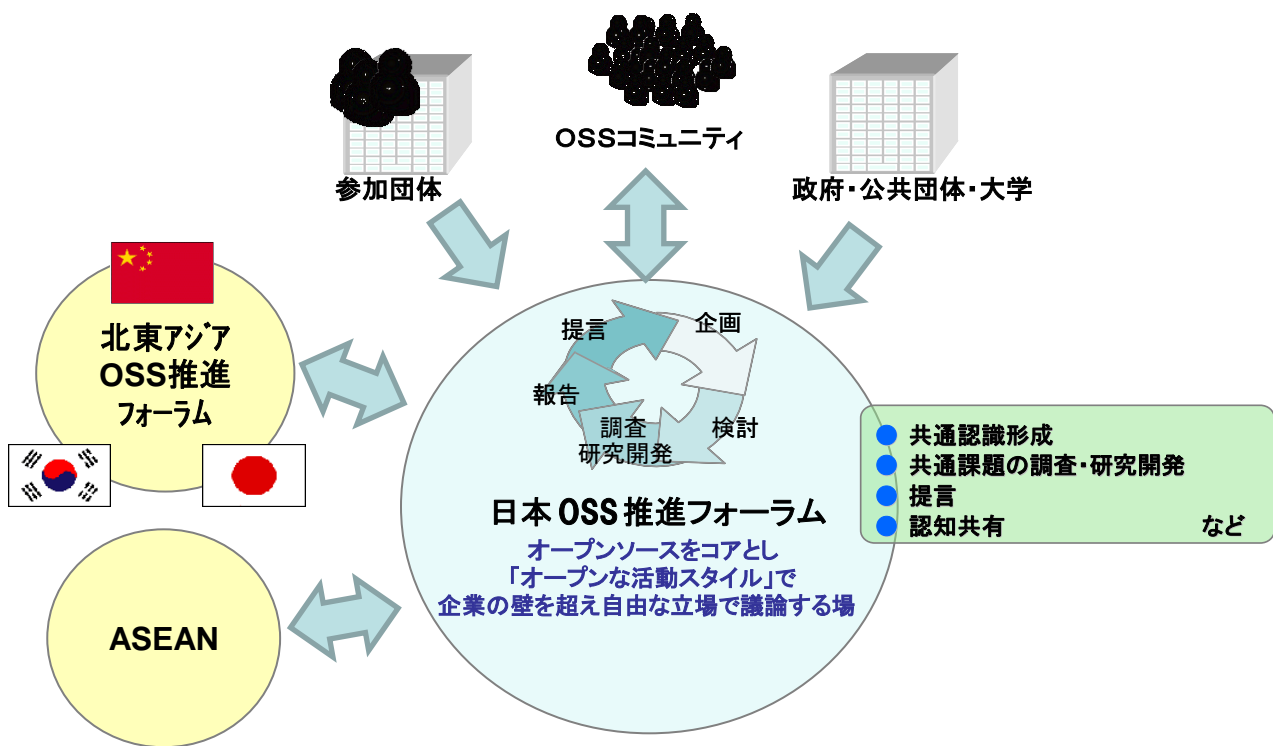 OSSコミュニティ
参加団体
政府・公共団体・大学
北東アジア
OSS推進
フォーラム
提言
企画
報告
調査
研究開発
検討
日本 OSS 推進フォーラム
オープンソースをコアとし
「オープンな活動スタイル」で
企業の壁を超え自由な立場で議論する場
● 共通認識形成
● 共通課題の調査・研究開発
● 提言
● 認知共有 など
ASEAN